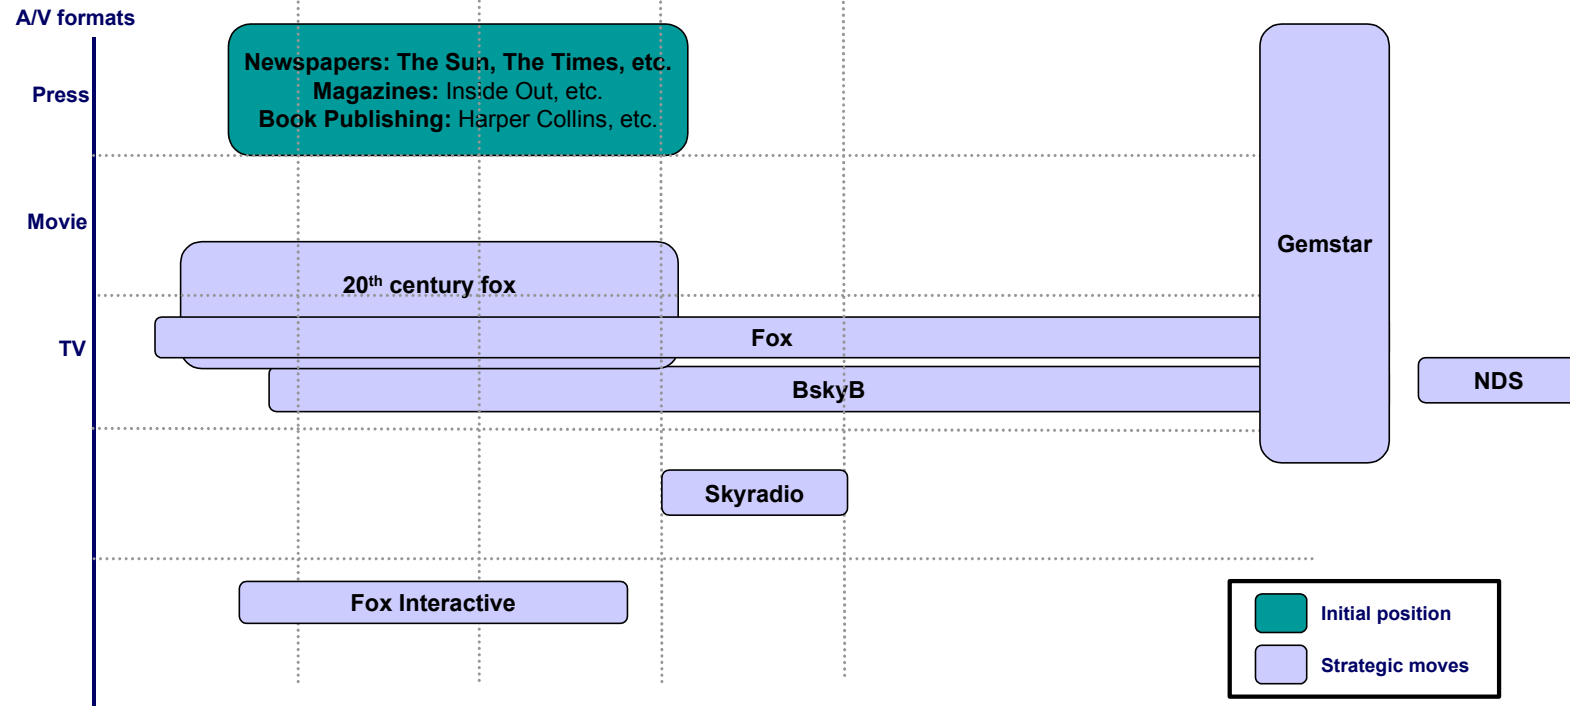 A/V formats
Press
Newspapers: The Sun, The Times, etc.
Magazines: Inside Out, etc.
Book Publishing: Harper Collins, etc.
Movie
Gemstar
20th century fox
TV
Fox
BskyB
NDS
Skyradio
Fox Interactive
Initial position
Strategic moves